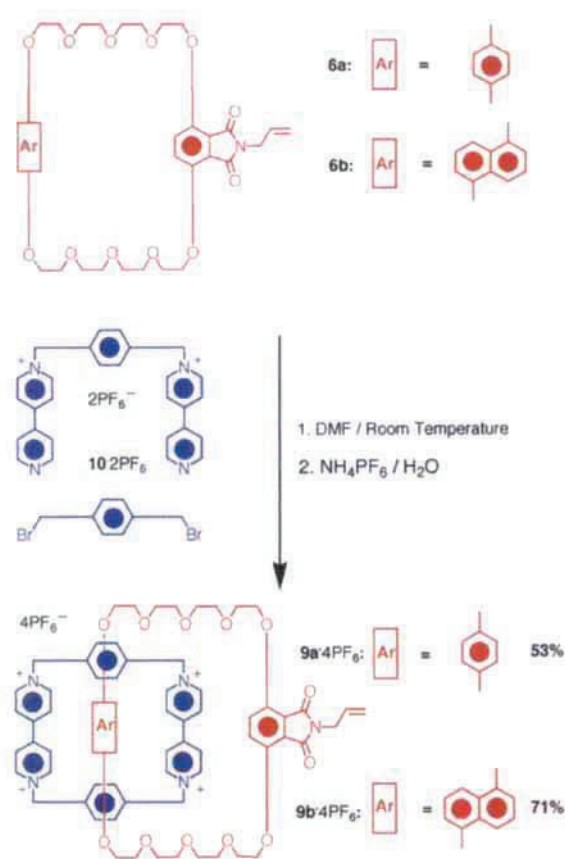 O O O O O
6a: Ar =
O
N
O
6b: Ar =
Ar
O O O O O
+N N+
2PF6–
N N
10·2PF6
Br Br
1. DMF / Room Temperature
2. NH4PF6 / H2O
4PF6–
O O O O O
9a·4PF6: Ar = 53%
+N N+
O
N
O
Ar
N N+
O O O O O
9b·4PF6: Ar = 71%